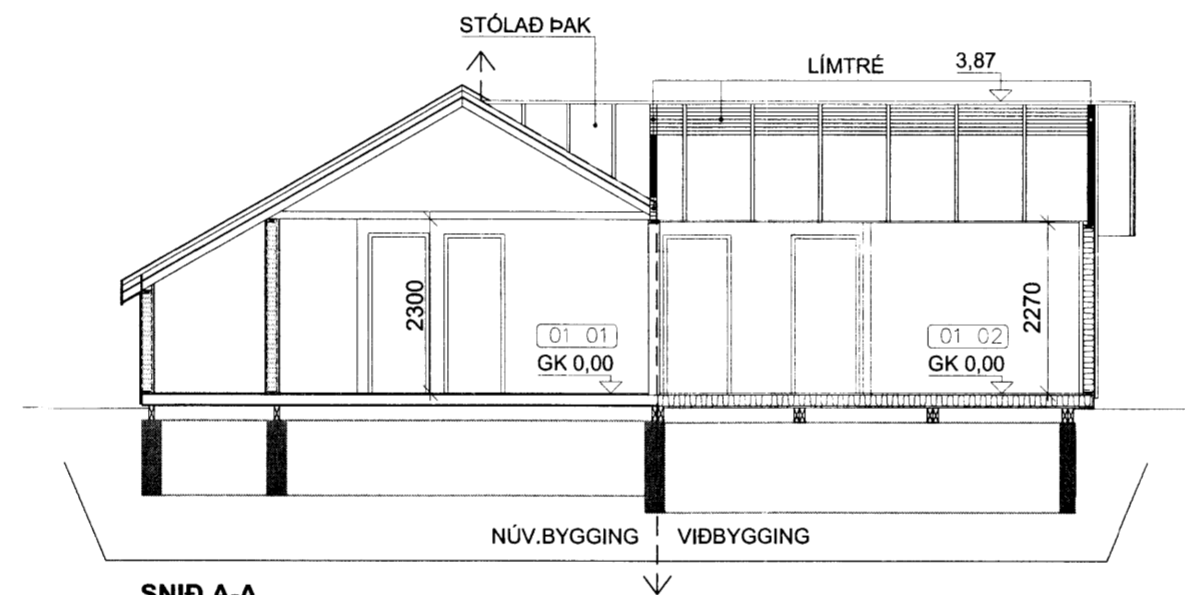 STÓLAÐ ÞAK
LÍMTRÉ
3,87
2300
2270
01 01
GK 0,00
01 02
GK 0,00
NÚV.BYGGING
VIÐBYGGING
SNIÐ A-A